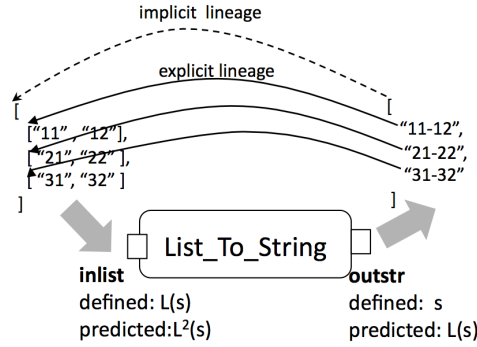 implicit lineage
explicit lineage
[
["11", "12"],
["21", "22" ],
["31", "32" ]
]
[
"11-12",
"21-22",
"31-32"
]
List_To_String
inlist
defined: L(s)
predicted:L²(s)
outstr
defined: s
predicted: L(s)